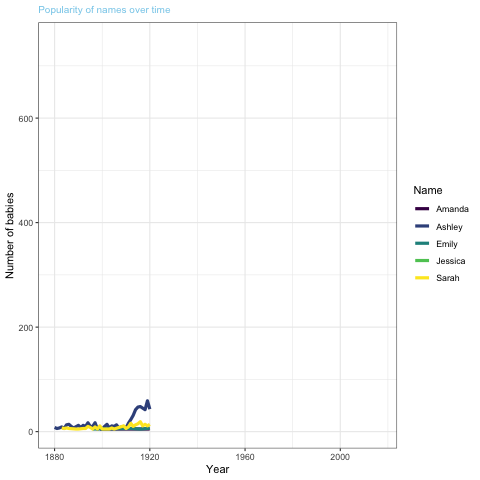 Popularity of names over time
Number of babies
600
400
200
0
1880
1920
1960
2000
Year
Name
Amanda
Ashley
Emily
Jessica
Sarah